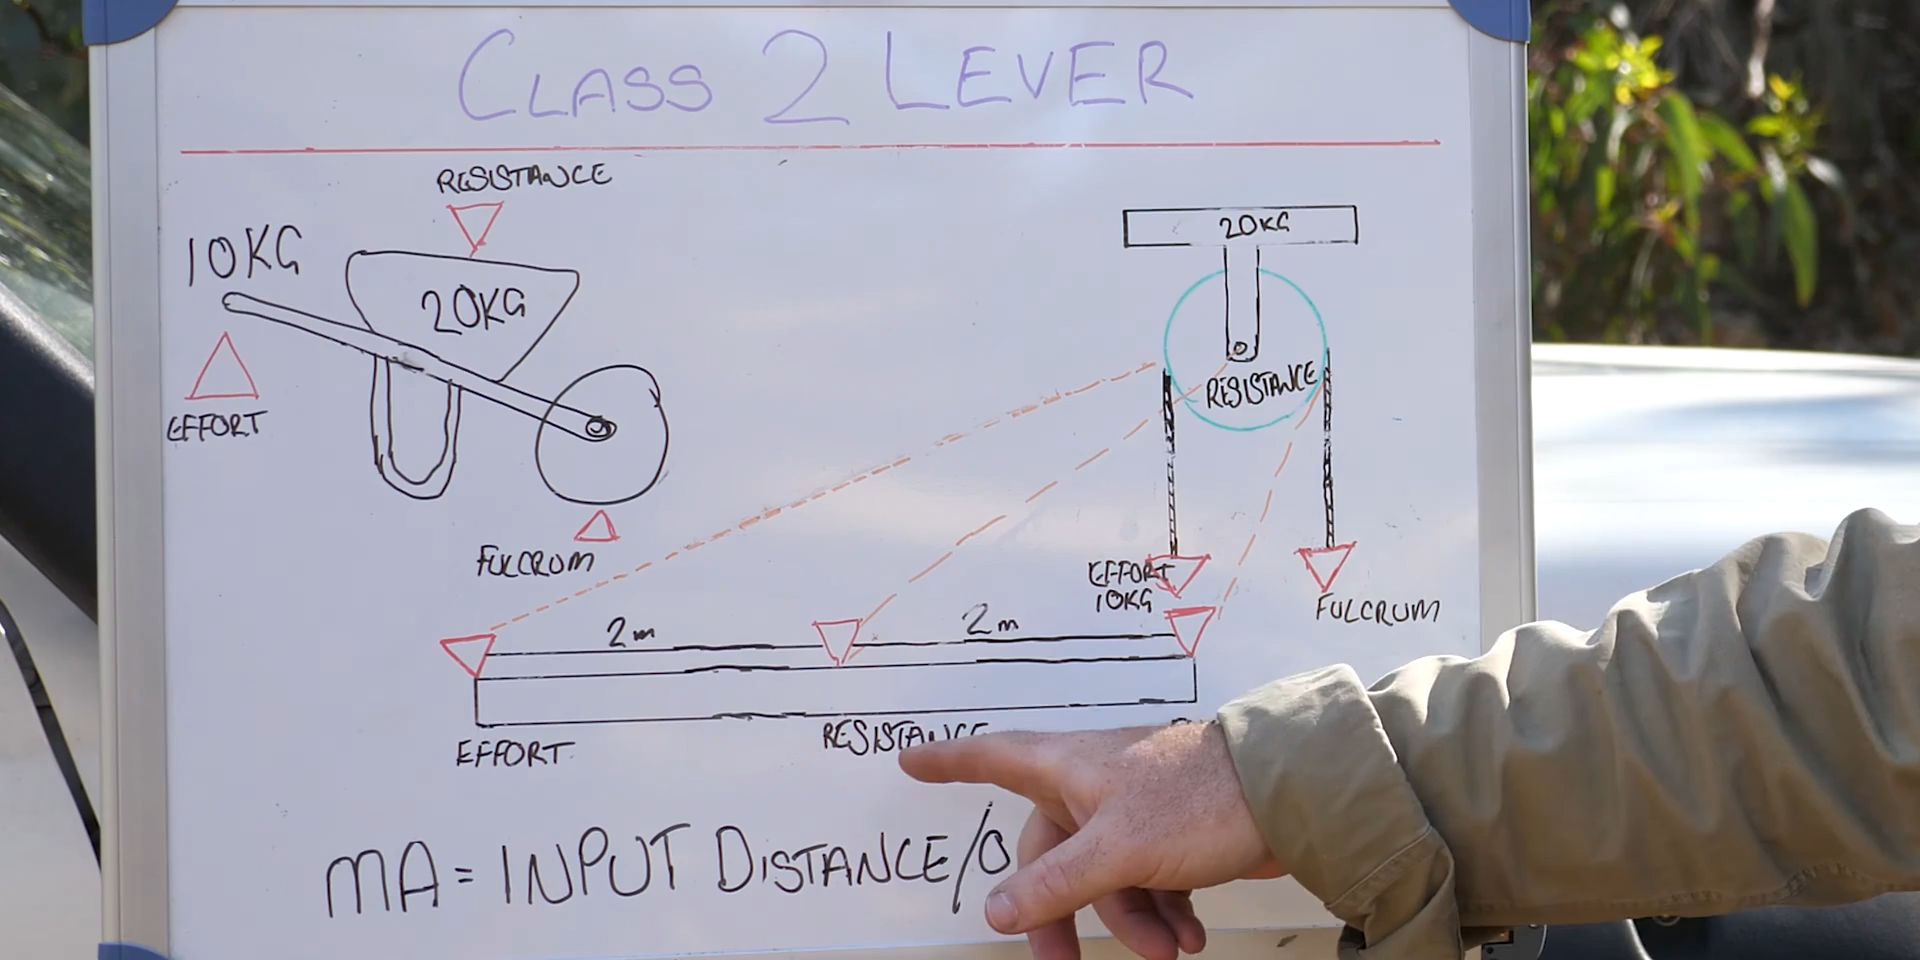 CLASS 2 LEVER
RESISTANCE
10KG
20KG
EFFORT
FULCRUM
20KG
RESISTANCE
EFFORT
10KG
FULCRUM
2m
2m
EFFORT
RESISTANCE
MA = INPUT DISTANCE/O